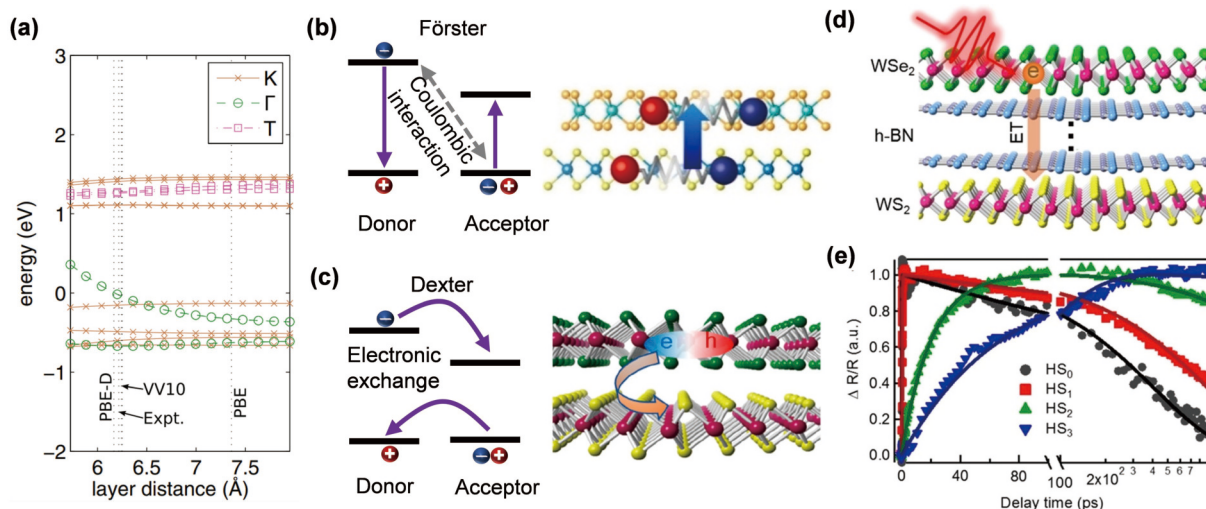 (a)
3
2
1
0
−1
−2
energy (eV)
K
Γ
T
PBE-D
VV10
Expt.
PBE
6
6.5
7
7.5
layer distance (Å)
(b)
Förster
Coulombic
interaction
Donor
Acceptor
(c)
Dexter
Electronic
exchange
Donor
Acceptor
e
h
(d)
WSe2
e
h-BN
ET
WS2
(e)
1.0
0.8
0.6
0.4
0.2
0.0
Δ R/R (a.u.)
HS0
HS1
HS2
HS3
0
40
80
100
2x10^2
3
4
5
6
7
Delay time (ps)